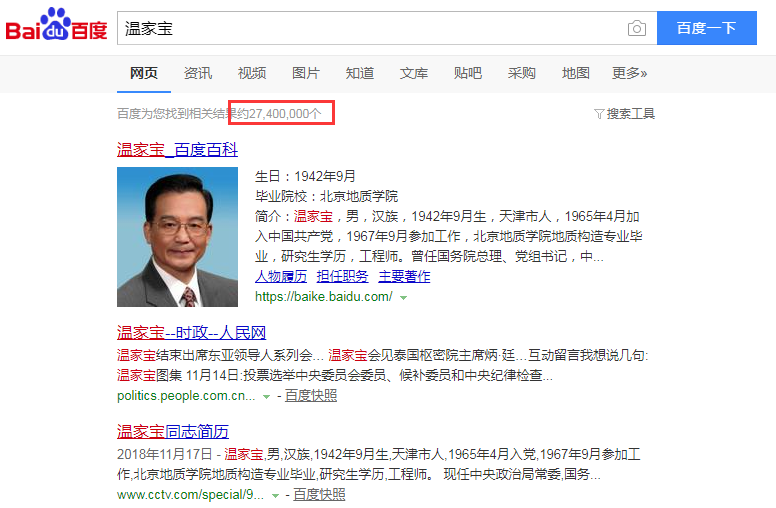 Bai du 百度
温家宝
百度一下
网页 资讯 视频 图片 知道 文库 贴吧 采购 地图 更多»
百度为您找到相关结果约27,400,000个
搜索工具
温家宝_百度百科
生日：1942年9月
毕业院校：北京地质学院
简介：温家宝，男，汉族，1942年9月生，天津市人，1965年4月加
入中国共产党，1967年9月参加工作，北京地质学院地质构造专业毕
业，研究生学历，工程师。曾任国务院总理、党组书记，中...
人物履历 担任职务 主要著作
https://baike.baidu.com/
温家宝--时政--人民网
温家宝结束出席东亚领导人系列会... 温家宝会见泰国枢密院主席炳·廷...互动留言我想说几句:
温家宝图集 11月14日:投票选举中央委员会委员、候补委员和中央纪律检查...
politics.people.com.cn... - 百度快照
温家宝同志简历
2018年11月17日 - 温家宝,男,汉族,1942年9月生,天津市人,1965年4月入党,1967年9月参加工
作,北京地质学院地质构造专业毕业,研究生学历,工程师。 现任中央政治局常委,国务...
www.cctv.com/special/9... - 百度快照